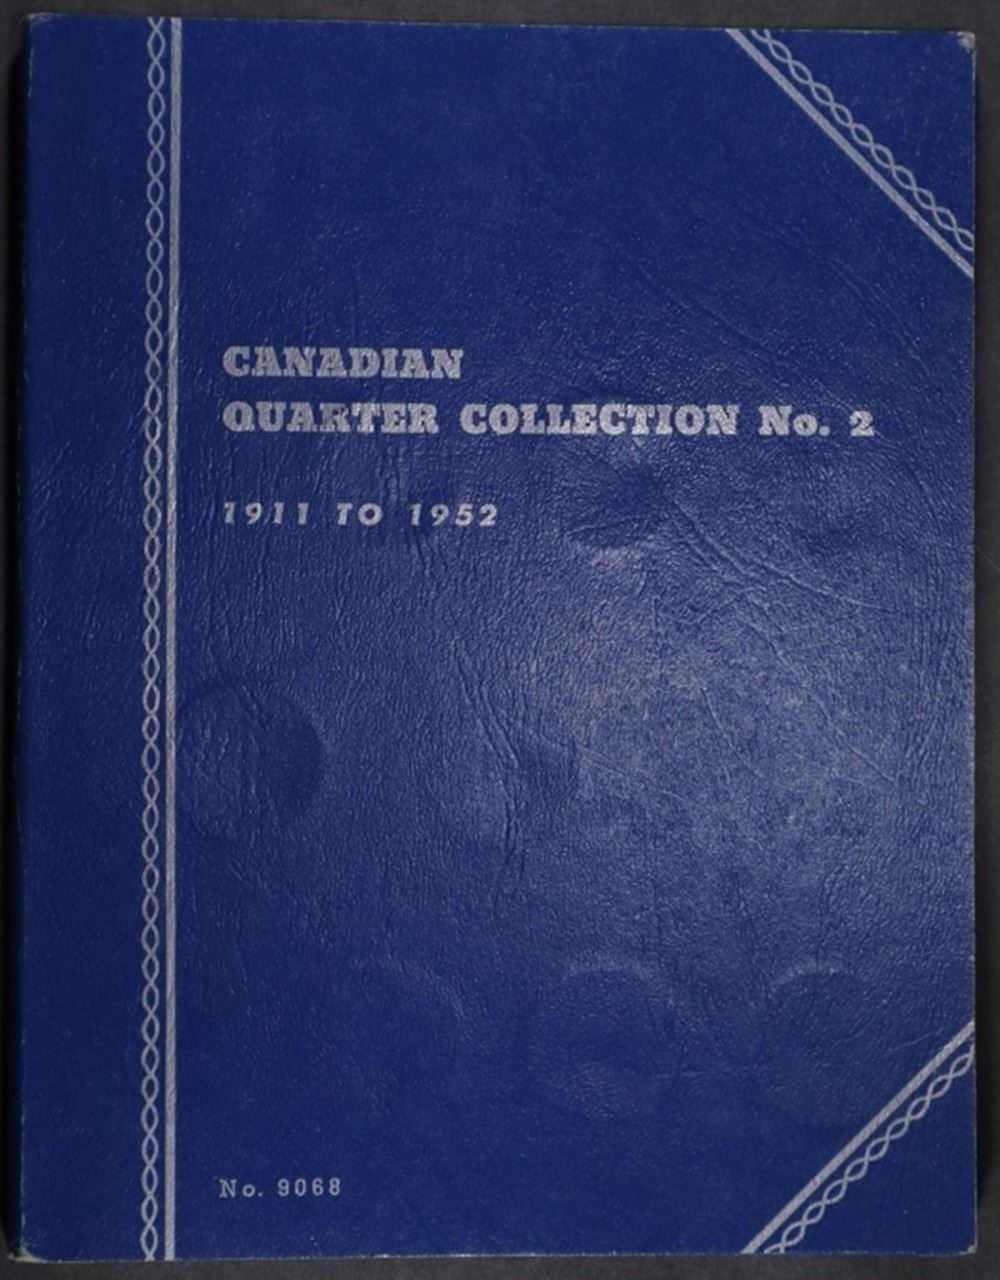 CANADIAN
QUARTER COLLECTION No. 2
1911 TO 1952
No. 9068